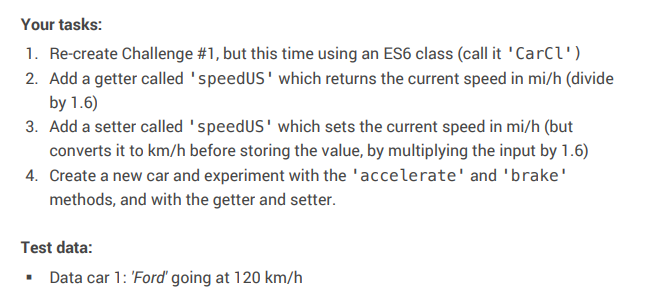 Your tasks:
1. Re-create Challenge #1, but this time using an ES6 class (call it 'CarCl')
2. Add a getter called 'speedUS' which returns the current speed in mi/h (divide
by 1.6)
3. Add a setter called 'speedUS' which sets the current speed in mi/h (but
converts it to km/h before storing the value, by multiplying the input by 1.6)
4. Create a new car and experiment with the 'accelerate' and 'brake'
methods, and with the getter and setter.
Test data:
▪ Data car 1: 'Ford' going at 120 km/h